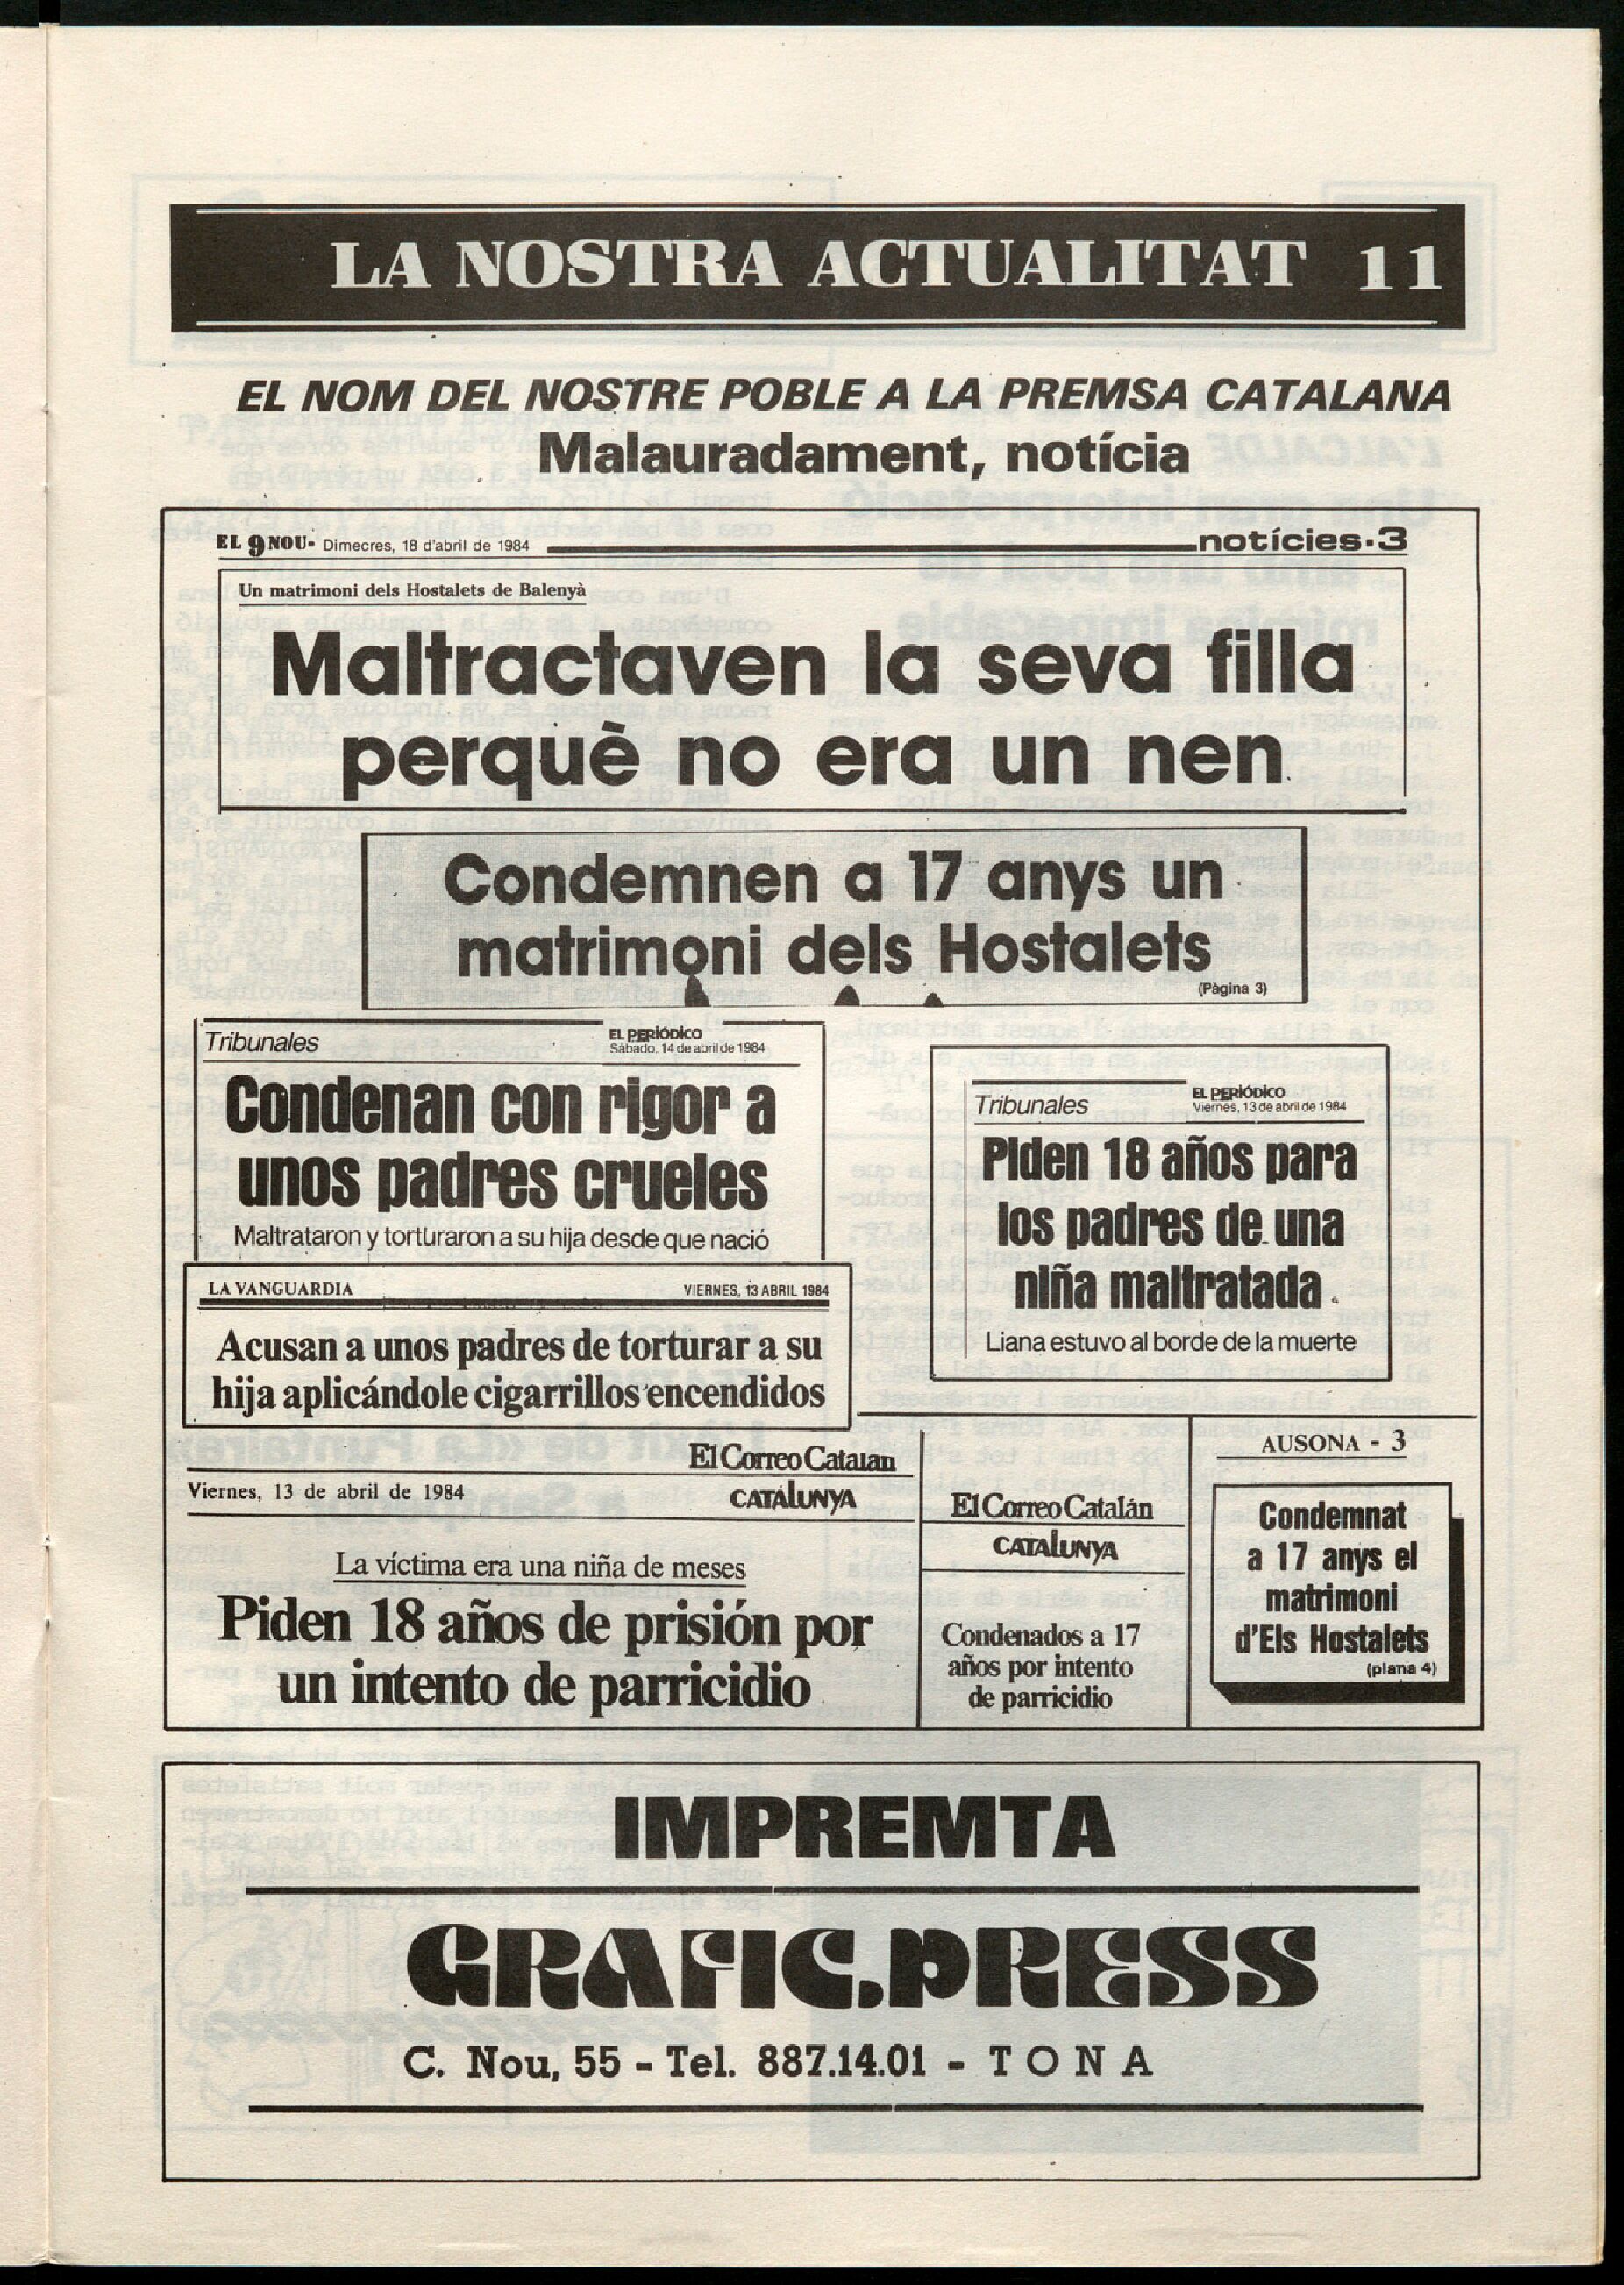 LA NOSTRA ACTUALITAT 11
EL NOM DEL NOSTRE POBLE A LA PREMSA CATALANA
Malauradament, notícia
EL 9 NOU- Dimecres, 18 d'abril de 1984
notícies-3
Un matrimoni dels Hostalets de Balenyà
Maltractaven la seva filla
perquè no era un nen
Condemnen a 17 anys un
matrimoni dels Hostalets
(Pàgina 3)
Tribunales
EL PERIÓDICO
Sábado, 14 de abril de 1984
Condenan con rigor a
unos padres crueles
Maltrataron y torturaron a su hija desde que nació
Tribunales
EL PERIÓDICO
Viernes, 13 de abril de 1984
Piden 18 años para
los padres de una
niña maltratada
Liana estuvo al borde de la muerte
LA VANGUARDIA
VIERNES, 13 ABRIL 1984
Acusan a unos padres de torturar a su
hija aplicándole cigarrillos encendidos
El Correo Catalan
Viernes, 13 de abril de 1984
CATALUNYA
La víctima era una niña de meses
Piden 18 años de prisión por
un intento de parricidio
El Correo Catalán
CATALUNYA
Condenados a 17
años por intento
de parricidio
AUSONA - 3
Condemnat
a 17 anys el
matrimoni
d'Els Hostalets
(plana 4)
IMPREMTA
GRAFIC.PRESS
C. Nou, 55 - Tel. 887.14.01 - TONA